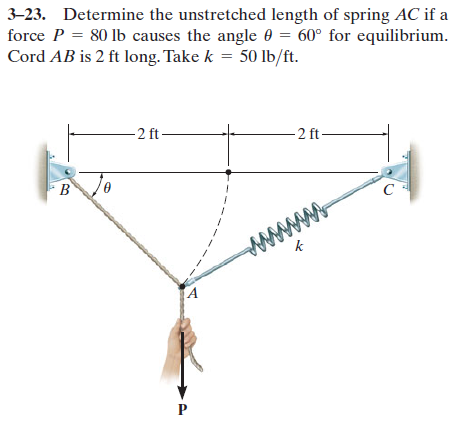 3–23. Determine the unstretched length of spring AC if a
force P = 80 lb causes the angle θ = 60° for equilibrium.
Cord AB is 2 ft long. Take k = 50 lb/ft.
2 ft 2 ft
B θ C
k
A
P